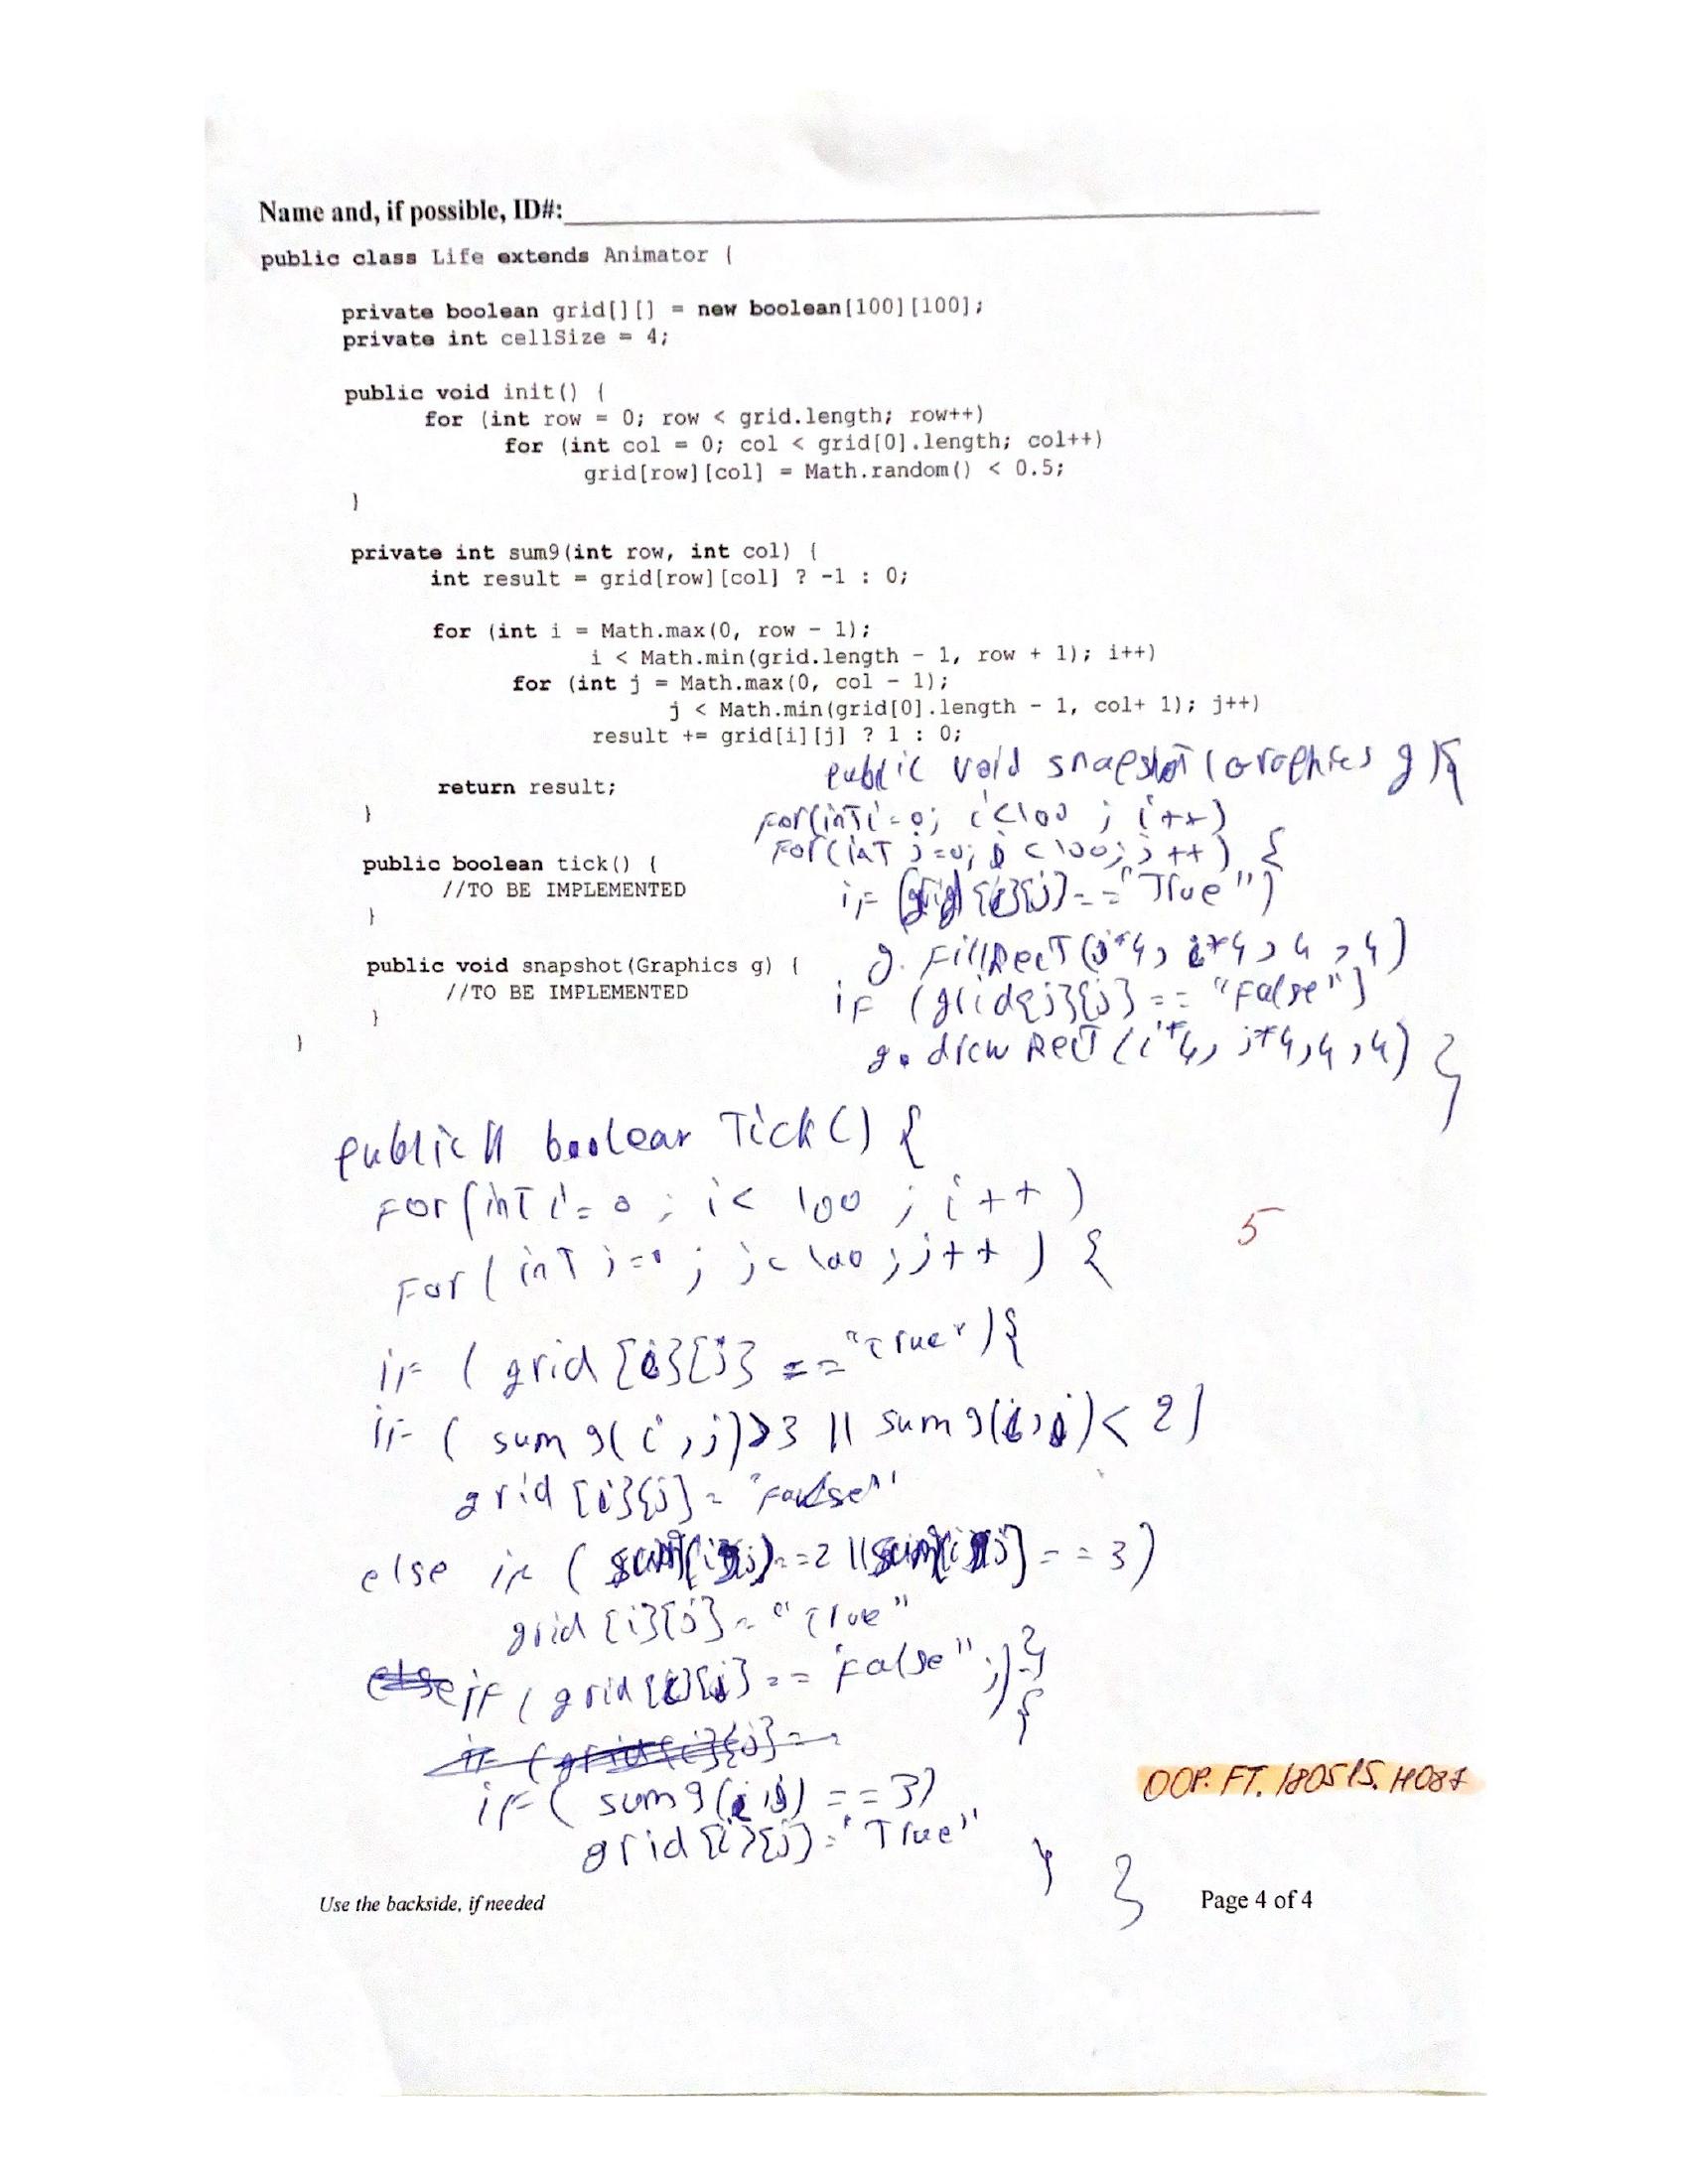 Name and, if possible, ID#:
public class Life extends Animator {
private boolean grid[][] = new boolean[100][100];
private int cellSize = 4;
public void init() {
for (int row = 0; row < grid.length; row++)
for (int col = 0; col < grid[0].length; col++)
grid[row][col] = Math.random() < 0.5;
}
private int sum9(int row, int col) {
int result = grid[row][col] ? -1 : 0;
for (int i = Math.max(0, row - 1);
i < Math.min(grid.length - 1, row + 1); i++)
for (int j = Math.max(0, col - 1);
j < Math.min(grid[0].length - 1, col+ 1); j++)
result += grid[i][j] ? 1 : 0;
return result;
}
public boolean tick() {
//TO BE IMPLEMENTED
}
public void snapshot(Graphics g) {
//TO BE IMPLEMENTED
}
}
public void snapshot (Graphics g ){
for(int i=0; i<100 ; i++)
For(int j=0; j <100; j++) {
if (grid {i}{j}=="True")
g. FillRect (j*4, i*4, 4, 4)
if (grid{j}{j} == "False")
g. drew Rect (i*4, j*4,4,4) }
public boolean Tick() {
For(int i=0 ; i< 100 ; i++)
For( int j=0 ; j<100 ; j++) {
if ( grid {i}{j} =="True"){
if ( sum9( i , j)>3 || sum9(i,j)< 2)
grid {i}{j} = "False"
else if ( ==2 || == 3)
grid {i}{j} = "True"
if ( grid {i}{j} == False" ;) }
{
if ( sum9(i,j) == 3)
grid {i}{j} = "True"
} }
5
OOP. FT. 180515. H087
Use the backside, if needed
Page 4 of 4